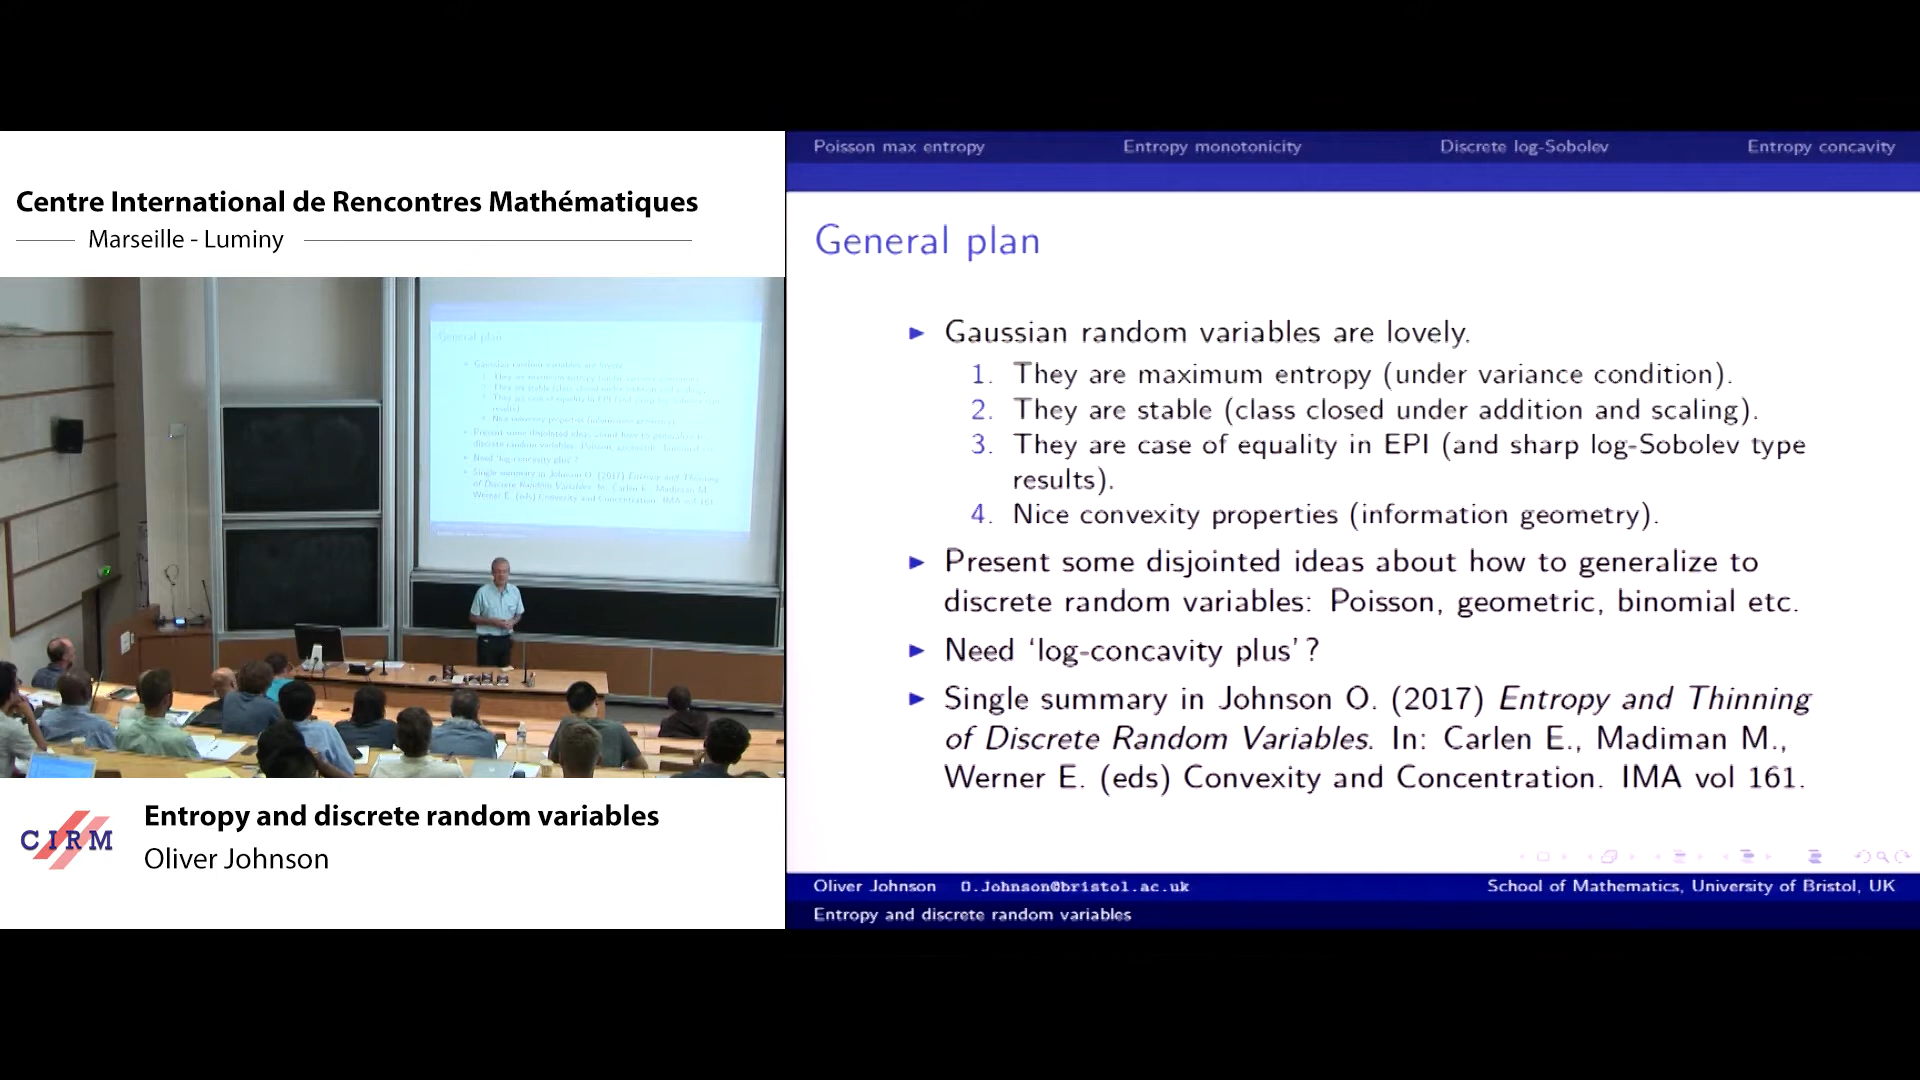 Centre International de Rencontres Mathématiques
Marseille - Luminy
Entropy and discrete random variables
Oliver Johnson
CIRM
Poisson max entropy
Entropy monotonicity
Discrete log-Sobolev
Entropy concavity
General plan
Gaussian random variables are lovely.
1. They are maximum entropy (under variance condition).
2. They are stable (class closed under addition and scaling).
3. They are case of equality in EPI (and sharp log-Sobolev type
results).
4. Nice convexity properties (information geometry).
Present some disjointed ideas about how to generalize to
discrete random variables: Poisson, geometric, binomial etc.
Need ‘log-concavity plus’?
Single summary in Johnson O. (2017) Entropy and Thinning
of Discrete Random Variables. In: Carlen E., Madiman M.,
Werner E. (eds) Convexity and Concentration. IMA vol 161.
Oliver Johnson O.Johnson@bristol.ac.uk
School of Mathematics, University of Bristol, UK
Entropy and discrete random variables